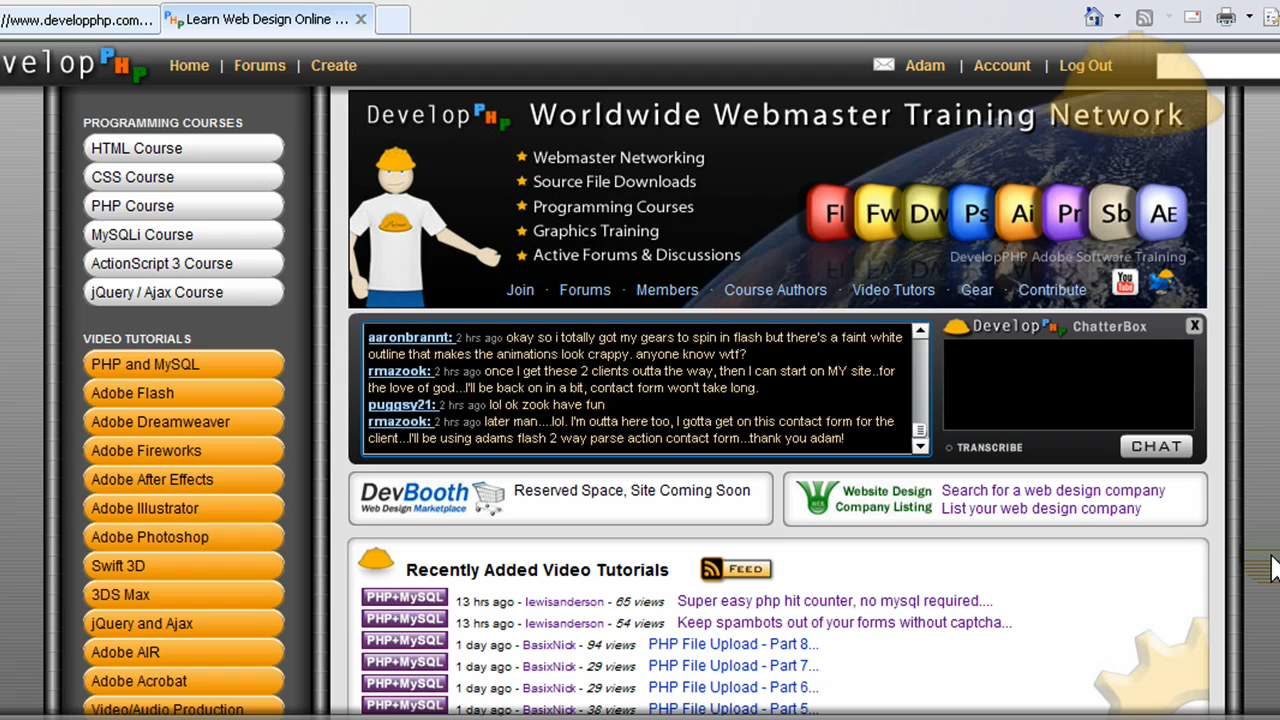 //www.developphp.com...
Learn Web Design Online ...
velop PHP
Home | Forums | Create
Adam | Account | Log Out
PROGRAMMING COURSES
HTML Course
CSS Course
PHP Course
MySQLi Course
ActionScript 3 Course
jQuery / Ajax Course
VIDEO TUTORIALS
PHP and MySQL
Adobe Flash
Adobe Dreamweaver
Adobe Fireworks
Adobe After Effects
Adobe Illustrator
Adobe Photoshop
Swift 3D
3DS Max
jQuery and Ajax
Adobe AIR
Adobe Acrobat
Video/Audio Production
Develop PHP Worldwide Webmaster Training Network
Webmaster Networking
Source File Downloads
Programming Courses
Graphics Training
Active Forums & Discussions
Fl Fw Dw Ps Ai Pr Sb AE
DevelopPHP Adobe Software Training
You Tube
Join · Forums · Members · Course Authors · Video Tutors · Gear · Contribute
aaronbrannt: 2 hrs ago okay so i totally got my gears to spin in flash but there's a faint white
outline that makes the animations look crappy. anyone know wtf?
rmazook: 2 hrs ago once I get these 2 clients outta the way, then I can start on MY site..for
the love of god...I'll be back on in a bit, contact form won't take long.
puggsy21: 2 hrs ago lol ok zook have fun
rmazook: 2 hrs ago later man....lol. I'm outta here too, I gotta get on this contact form for the
client...I'll be using adams flash 2 way parse action contact form...thank you adam!
Develop PHP ChatterBox X
TRANSCRIBE
CHAT
DevBooth
Web Design Marketplace
Reserved Space, Site Coming Soon
Website Design
Company Listing
Search for a web design company
List your web design company
Recently Added Video Tutorials
FEED
PHP+MySQL 13 hrs ago - lewisanderson - 65 views Super easy php hit counter, no mysql required....
PHP+MySQL 13 hrs ago - lewisanderson - 54 views Keep spambots out of your forms without captcha...
PHP+MySQL 1 day ago - BasixNick - 94 views PHP File Upload - Part 8...
PHP+MySQL 1 day ago - BasixNick - 29 views PHP File Upload - Part 7...
PHP+MySQL 1 day ago - BasixNick - 29 views PHP File Upload - Part 6...
PHP+MySQL 1 day ago - BasixNick - 38 views PHP File Upload - Part 5...